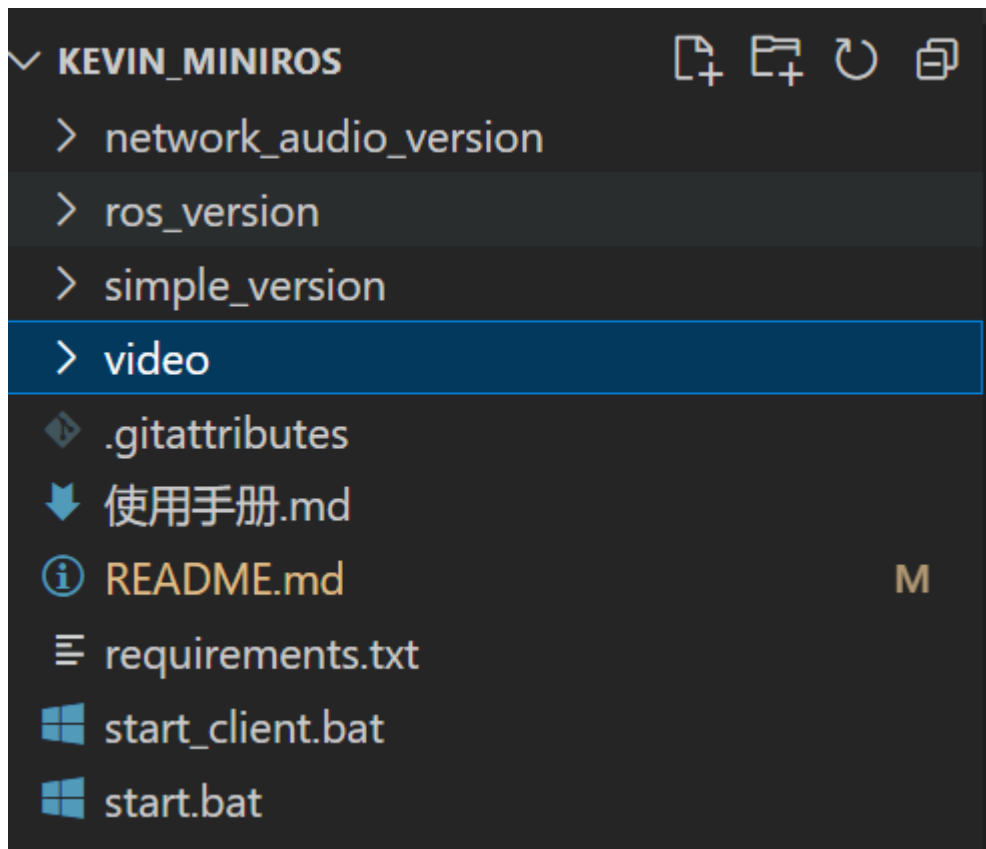 KEVIN_MINIROS
network_audio_version
ros_version
simple_version
video
.gitattributes
使用手册.md
README.md M
requirements.txt
start_client.bat
start.bat